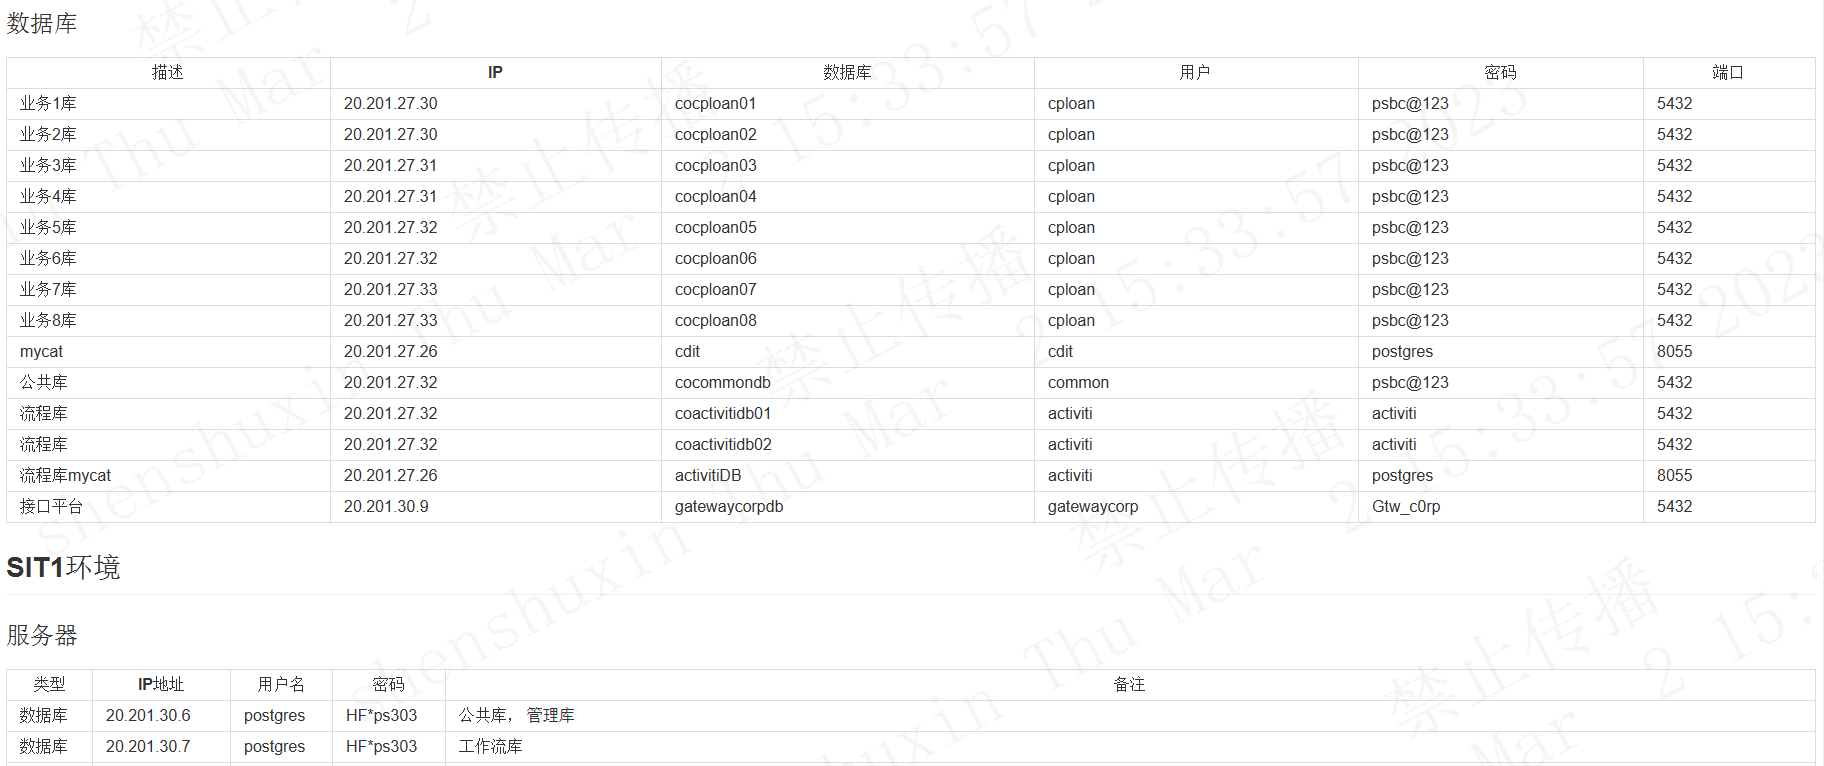 数据库
描述 IP 数据库 用户 密码 端口
业务1库 20.201.27.30 cocploan01 cploan psbc@123 5432
业务2库 20.201.27.30 cocploan02 cploan psbc@123 5432
业务3库 20.201.27.31 cocploan03 cploan psbc@123 5432
业务4库 20.201.27.31 cocploan04 cploan psbc@123 5432
业务5库 20.201.27.32 cocploan05 cploan psbc@123 5432
业务6库 20.201.27.32 cocploan06 cploan psbc@123 5432
业务7库 20.201.27.33 cocploan07 cploan psbc@123 5432
业务8库 20.201.27.33 cocploan08 cploan psbc@123 5432
mycat 20.201.27.26 cdit cdit postgres 8055
公共库 20.201.27.32 cocommondb common psbc@123 5432
流程库 20.201.27.32 coactivitidb01 activiti activiti 5432
流程库 20.201.27.32 coactivitidb02 activiti activiti 5432
流程库mycat 20.201.27.26 activitiDB activiti postgres 8055
接口平台 20.201.30.9 gatewaycorpdb gatewaycorp Gtw_c0rp 5432
SIT1环境
服务器
类型 IP地址 用户名 密码 备注
数据库 20.201.30.6 postgres HF*ps303 公共库， 管理库
数据库 20.201.30.7 postgres HF*ps303 工作流库
禁止传播
shenshuxin Thu Mar 2 15:33:57 2023